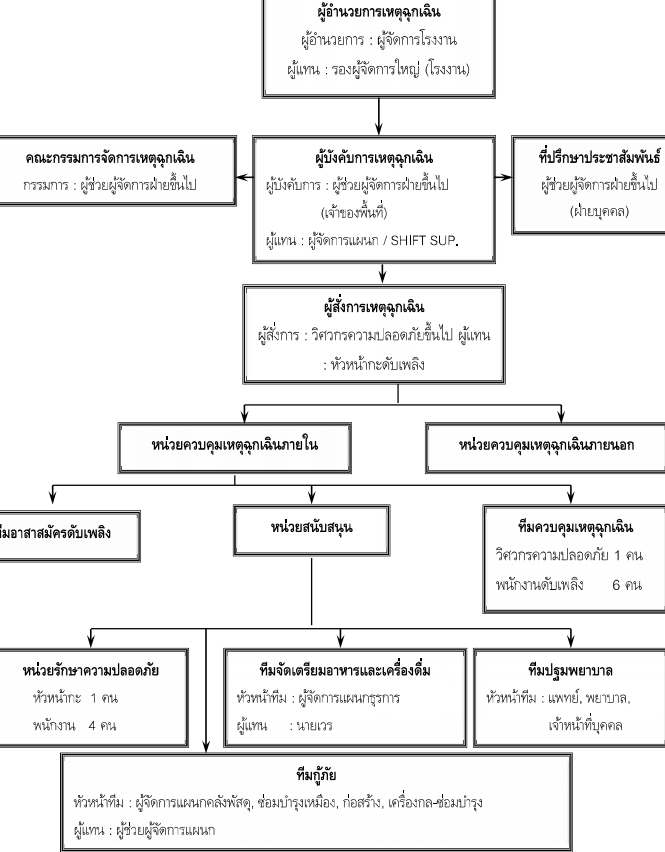 ผู้อำนวยการเหตุฉุกเฉิน
ผู้อำนวยการ : ผู้จัดการโรงงาน
ผู้แทน : รองผู้จัดการใหญ่ (โรงงาน)
คณะกรรมการจัดการเหตุฉุกเฉิน
กรรมการ : ผู้ช่วยผู้จัดการฝ่ายขึ้นไป
ผู้บังคับการเหตุฉุกเฉิน
ผู้บังคับการ : ผู้ช่วยผู้จัดการฝ่ายขึ้นไป
(เจ้าของพื้นที่)
ผู้แทน : ผู้จัดการแผนก / SHIFT SUP.
ที่ปรึกษาประชาสัมพันธ์
ผู้ช่วยผู้จัดการฝ่ายขึ้นไป
(ฝ่ายบุคคล)
ผู้สั่งการเหตุฉุกเฉิน
ผู้สั่งการ : วิศวกรความปลอดภัยขึ้นไป ผู้แทน
: หัวหน้ากะดับเพลิง
หน่วยควบคุมเหตุฉุกเฉินภายใน
หน่วยควบคุมเหตุฉุกเฉินภายนอก
ทีมอาสาสมัครดับเพลิง
หน่วยสนับสนุน
ทีมควบคุมเหตุฉุกเฉิน
วิศวกรความปลอดภัย 1 คน
พนักงานดับเพลิง 6 คน
หน่วยรักษาความปลอดภัย
หัวหน้ากะ 1 คน
พนักงาน 4 คน
ทีมจัดเตรียมอาหารและเครื่องดื่ม
หัวหน้าทีม : ผู้จัดการแผนกธุรการ
ผู้แทน : นายเวร
ทีมปฐมพยาบาล
หัวหน้าทีม : แพทย์, พยาบาล,
เจ้าหน้าที่บุคคล
ทีมกู้ภัย
หัวหน้าทีม : ผู้จัดการแผนกคลังพัสดุ, ซ่อมบำรุงเหมือง, ก่อสร้าง, เครื่องกล-ซ่อมบำรุง
ผู้แทน : ผู้ช่วยผู้จัดการแผนก